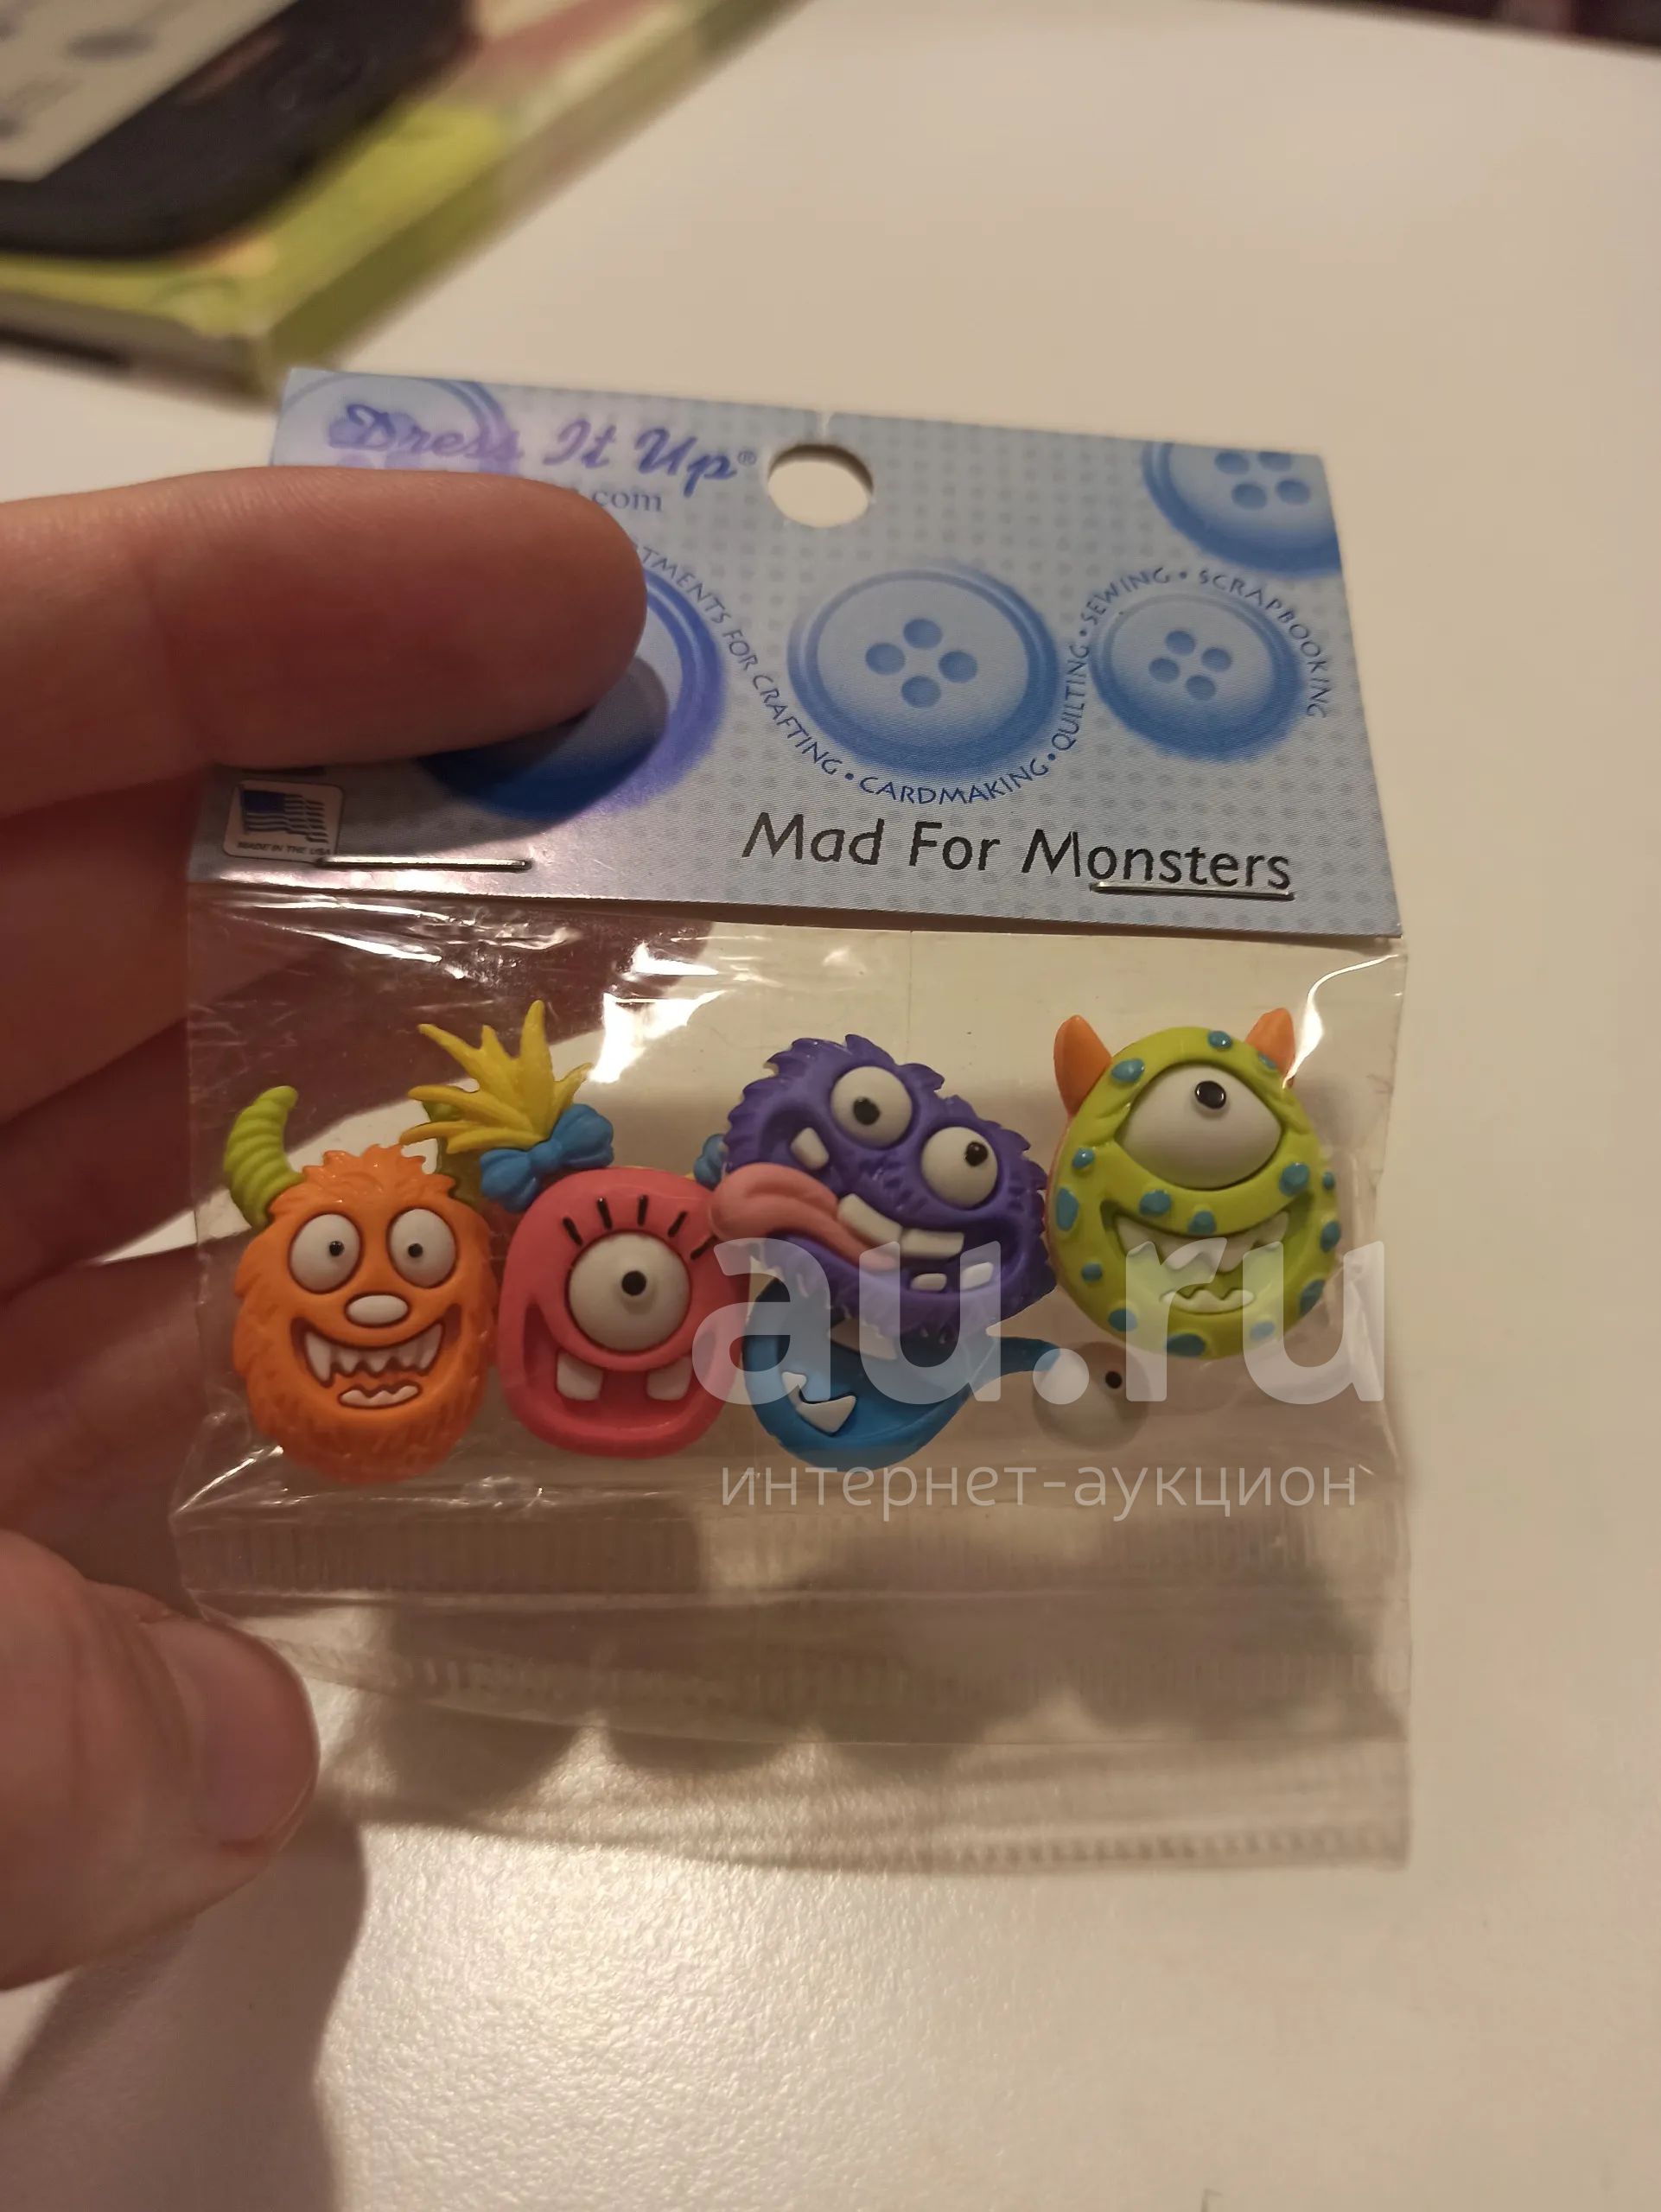 Dress It Up®
.com
FOR CRAFTING • CARDMAKING • QUILTING • SEWING • SCRAPBOOKING
MADE IN THE USA
Mad For Monsters
au.ru
интернет-аукцион